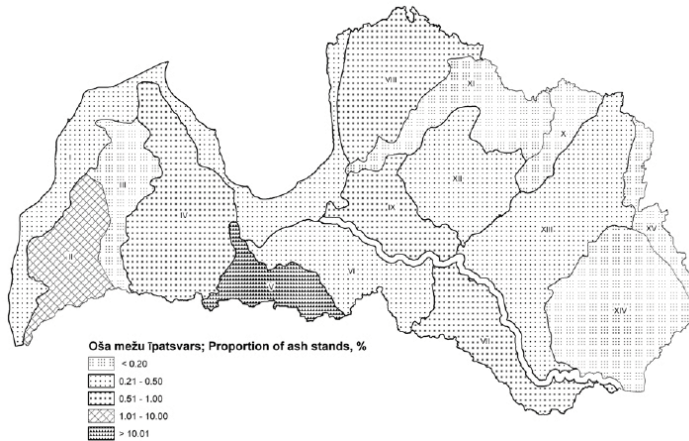 VIII
XI
X
I
III
XII
IV
IX
XIII
XV
II
VI
V
XIV
VII
Oša mežu īpatsvars; Proportion of ash stands, %
< 0.20
0.21 - 0.50
0.51 - 1.00
1.01 - 10.00
> 10.01